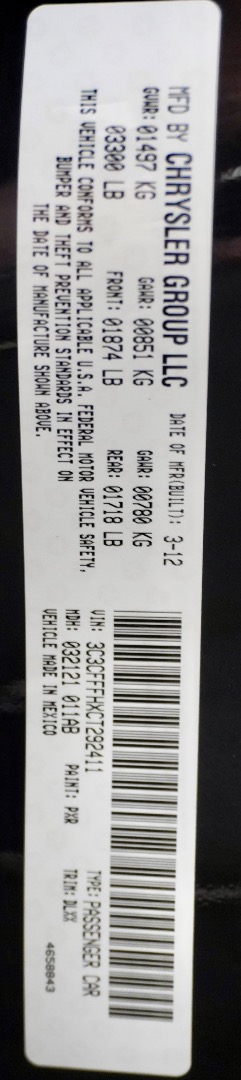 MFD BY CHRYSLER GROUP LLC DATE OF MFR(BUILT): 3-12
GVWR: 01497 KG GAWR: 00851 KG GAWR: 00780 KG
03300 LB FRONT: 01874 LB REAR: 01718 LB
THIS VEHICLE CONFORMS TO ALL APPLICABLE U.S.A. FEDERAL MOTOR VEHICLE SAFETY,
BUMPER AND THEFT PREVENTION STANDARDS IN EFFECT ON
THE DATE OF MANUFACTURE SHOWN ABOVE.
VIN: 3C3CFFFHXCT292411 TYPE: PASSENGER CAR
MDH: 032121 011AB PAINT: PXR TRIM: DLXX
VEHICLE MADE IN MEXICO
4658843